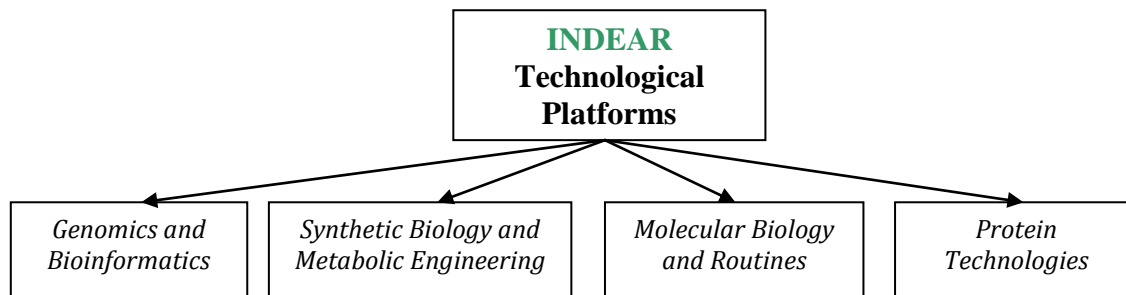 INDEAR
Technological
Platforms
Genomics and
Bioinformatics
Synthetic Biology and
Metabolic Engineering
Molecular Biology
and Routines
Protein
Technologies